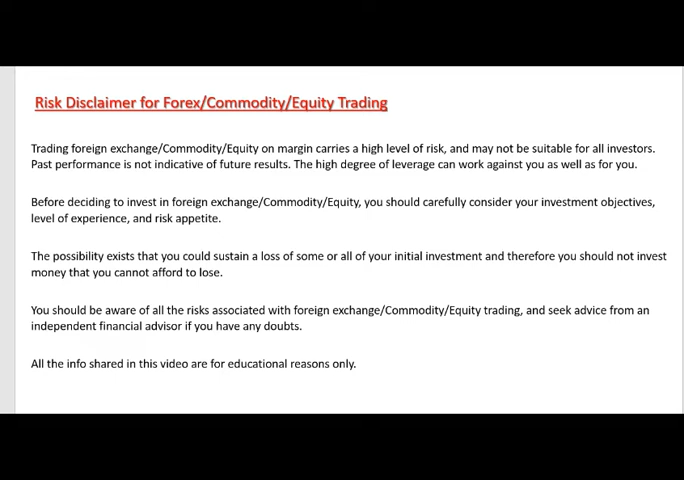 Risk Disclaimer for Forex/Commodity/Equity Trading
Trading foreign exchange/Commodity/Equity on margin carries a high level of risk, and may not be suitable for all investors.
Past performance is not indicative of future results. The high degree of leverage can work against you as well as for you.
Before deciding to invest in foreign exchange/Commodity/Equity, you should carefully consider your investment objectives,
level of experience, and risk appetite.
The possibility exists that you could sustain a loss of some or all of your initial investment and therefore you should not invest
money that you cannot afford to lose.
You should be aware of all the risks associated with foreign exchange/Commodity/Equity trading, and seek advice from an
independent financial advisor if you have any doubts.
All the info shared in this video are for educational reasons only.